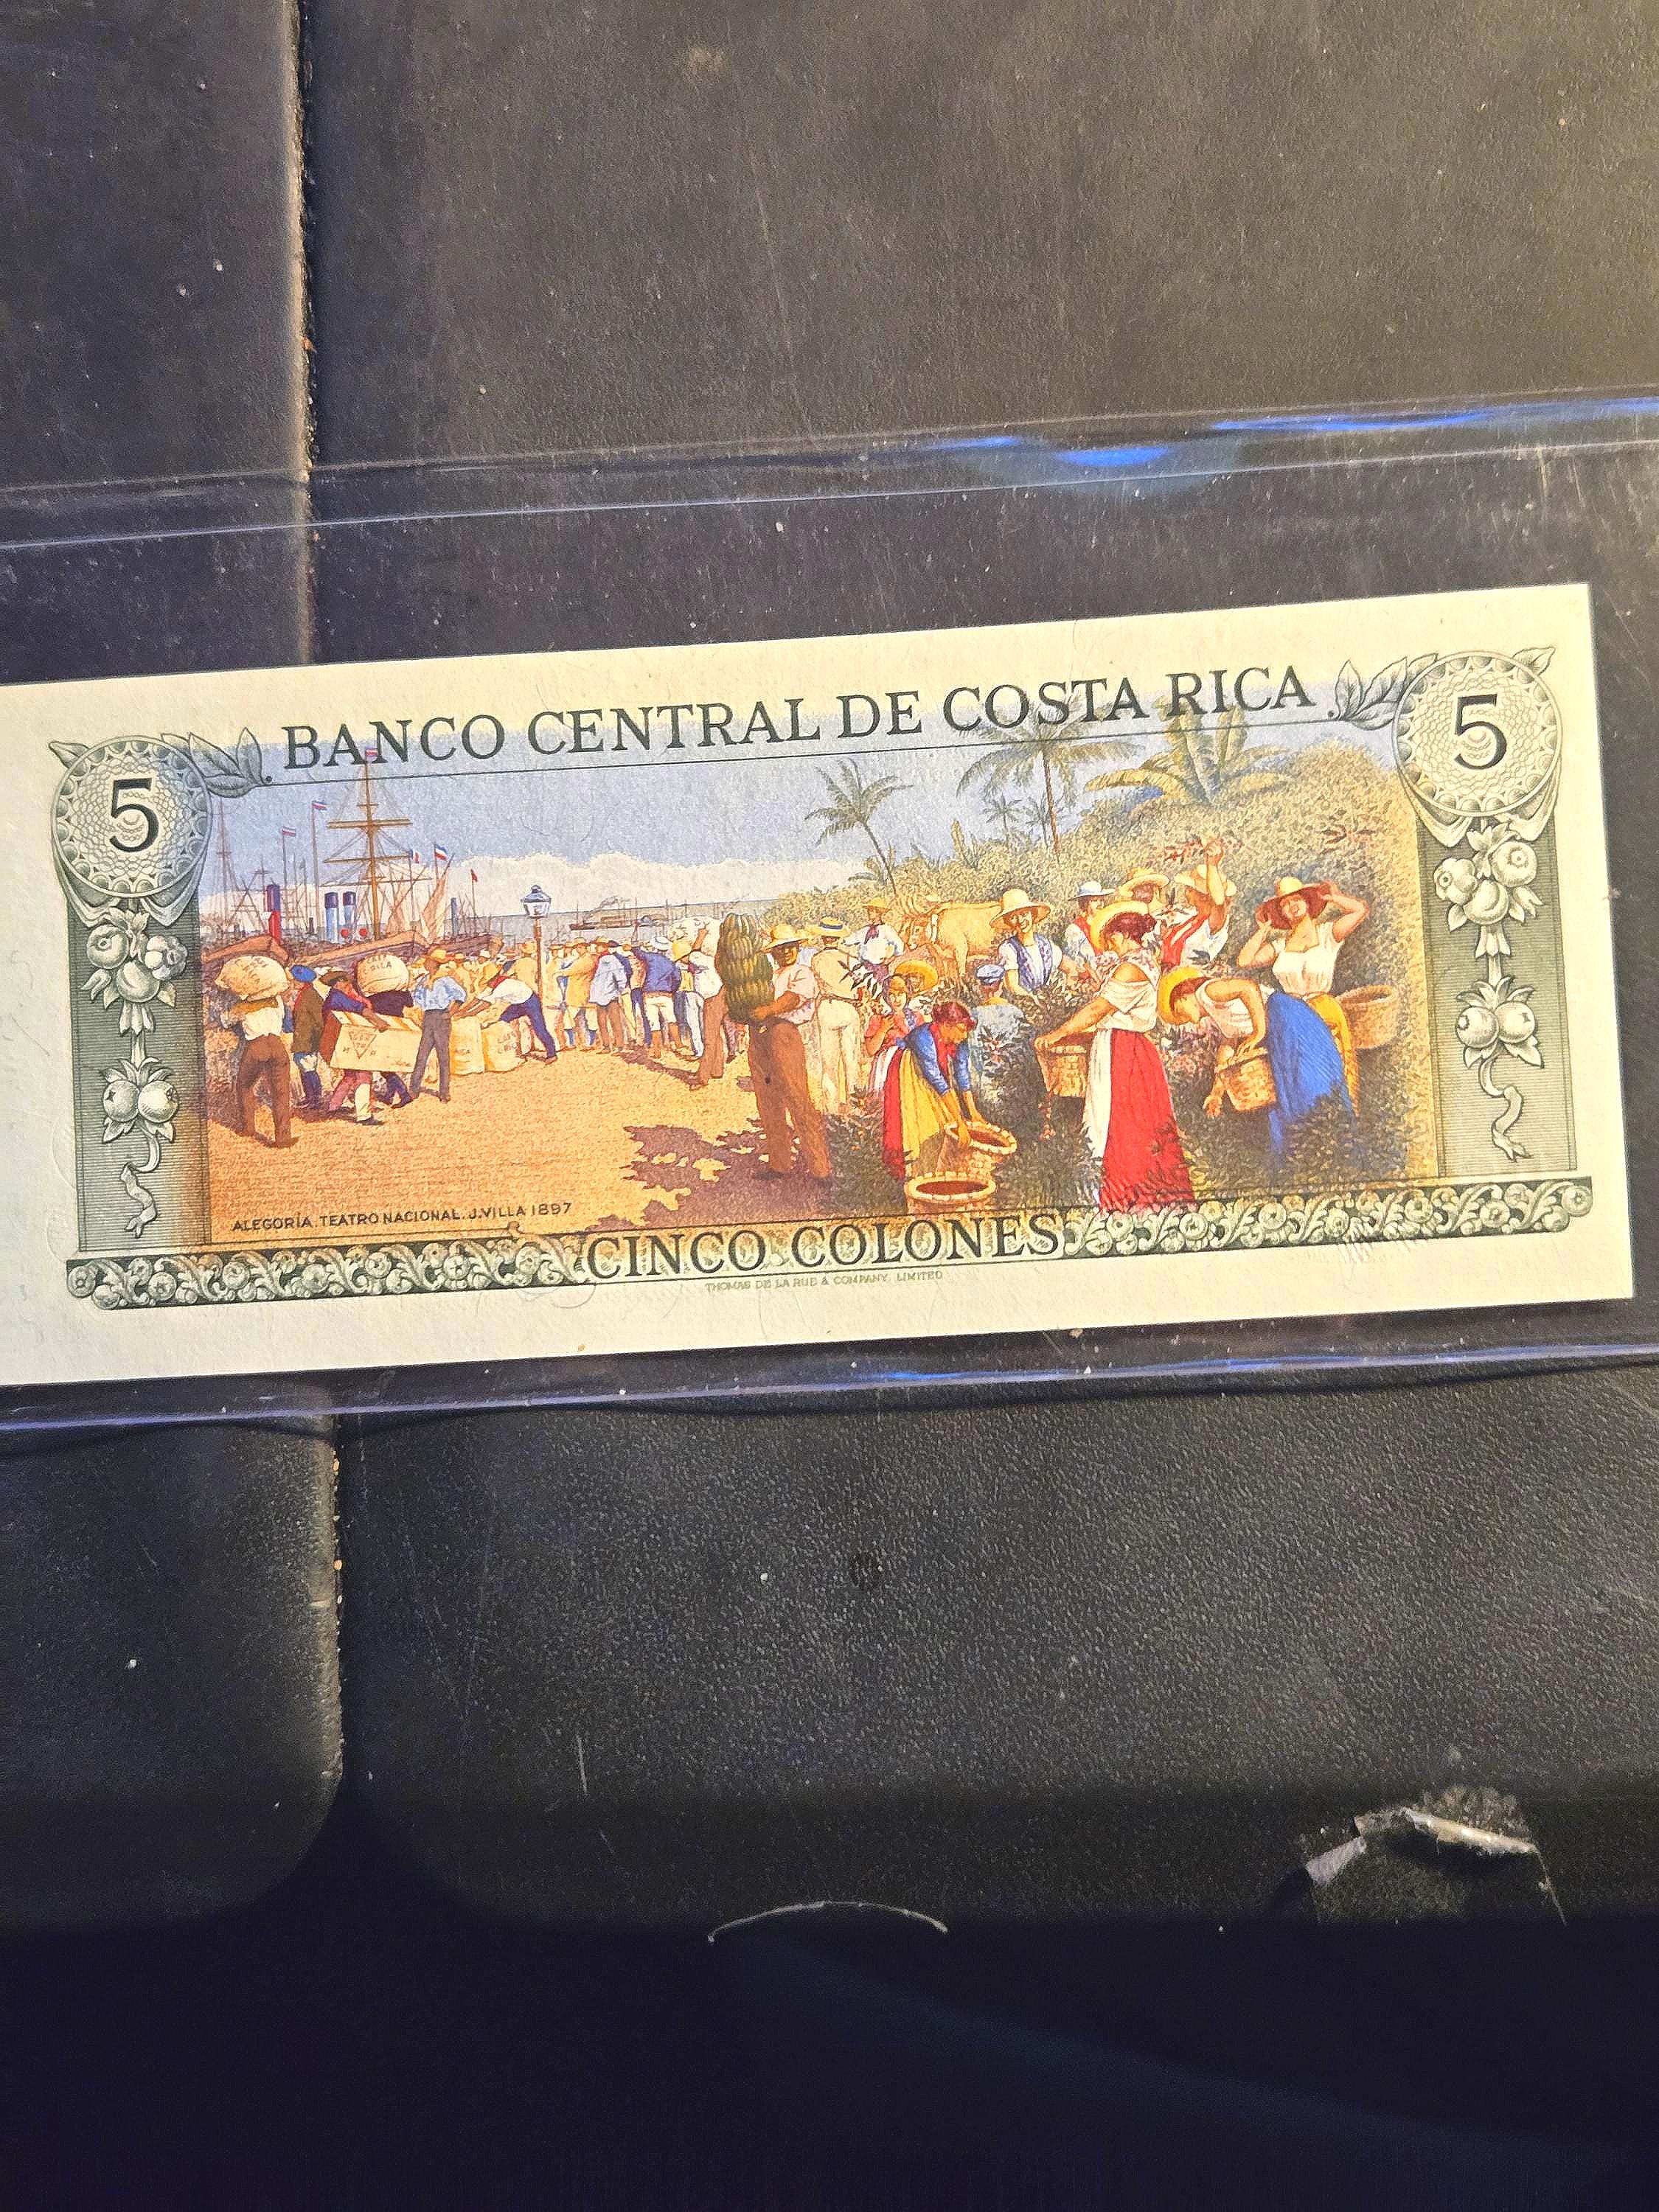 BANCO CENTRAL DE COSTA RICA
5
5
ALEGORÍA. TEATRO NACIONAL. J. VILLA 1897
CINCO COLONES
THOMAS DE LA RUE & COMPANY, LIMITED